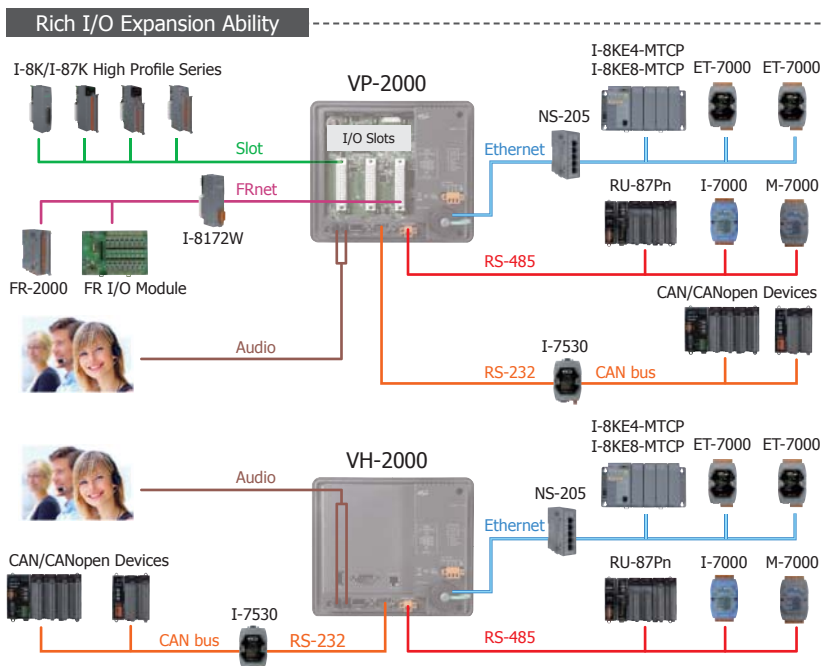 Rich I/O Expansion Ability
I-8K/I-87K High Profile Series
VP-2000
I/O Slots
Slot
FRnet
I-8172W
FR-2000
FR I/O Module
Audio
NS-205
Ethernet
I-8KE4-MTCP
I-8KE8-MTCP
ET-7000
ET-7000
RU-87Pn
I-7000
M-7000
RS-485
CAN/CANopen Devices
I-7530
RS-232
CAN bus
VH-2000
Audio
NS-205
Ethernet
I-8KE4-MTCP
I-8KE8-MTCP
ET-7000
ET-7000
RU-87Pn
I-7000
M-7000
RS-485
CAN/CANopen Devices
I-7530
CAN bus
RS-232